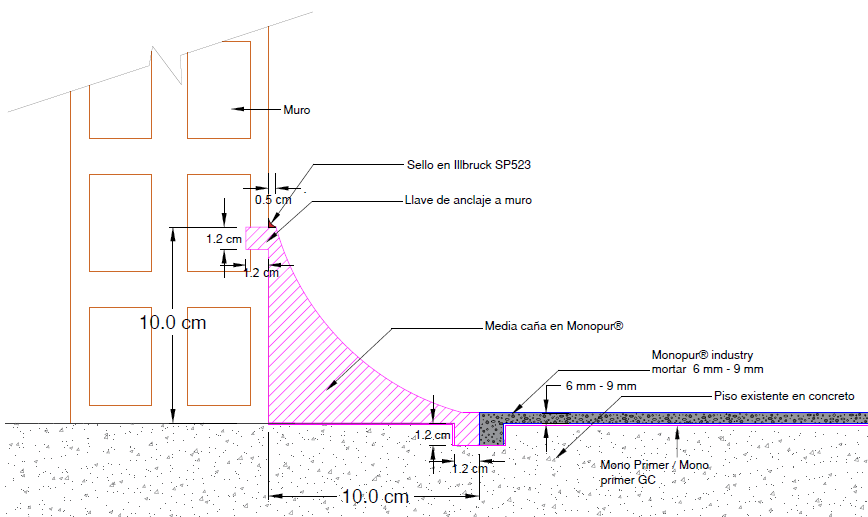 Muro
Sello en Illbruck SP523
0.5 cm
Llave de anclaje a muro
1.2 cm
1.2 cm
10.0 cm
Media caña en Monopur®
Monopur® industry
mortar 6 mm - 9 mm
6 mm - 9 mm
Piso existente en concreto
1.2 cm
1.2 cm
Mono Primer / Mono
primer GC
10.0 cm